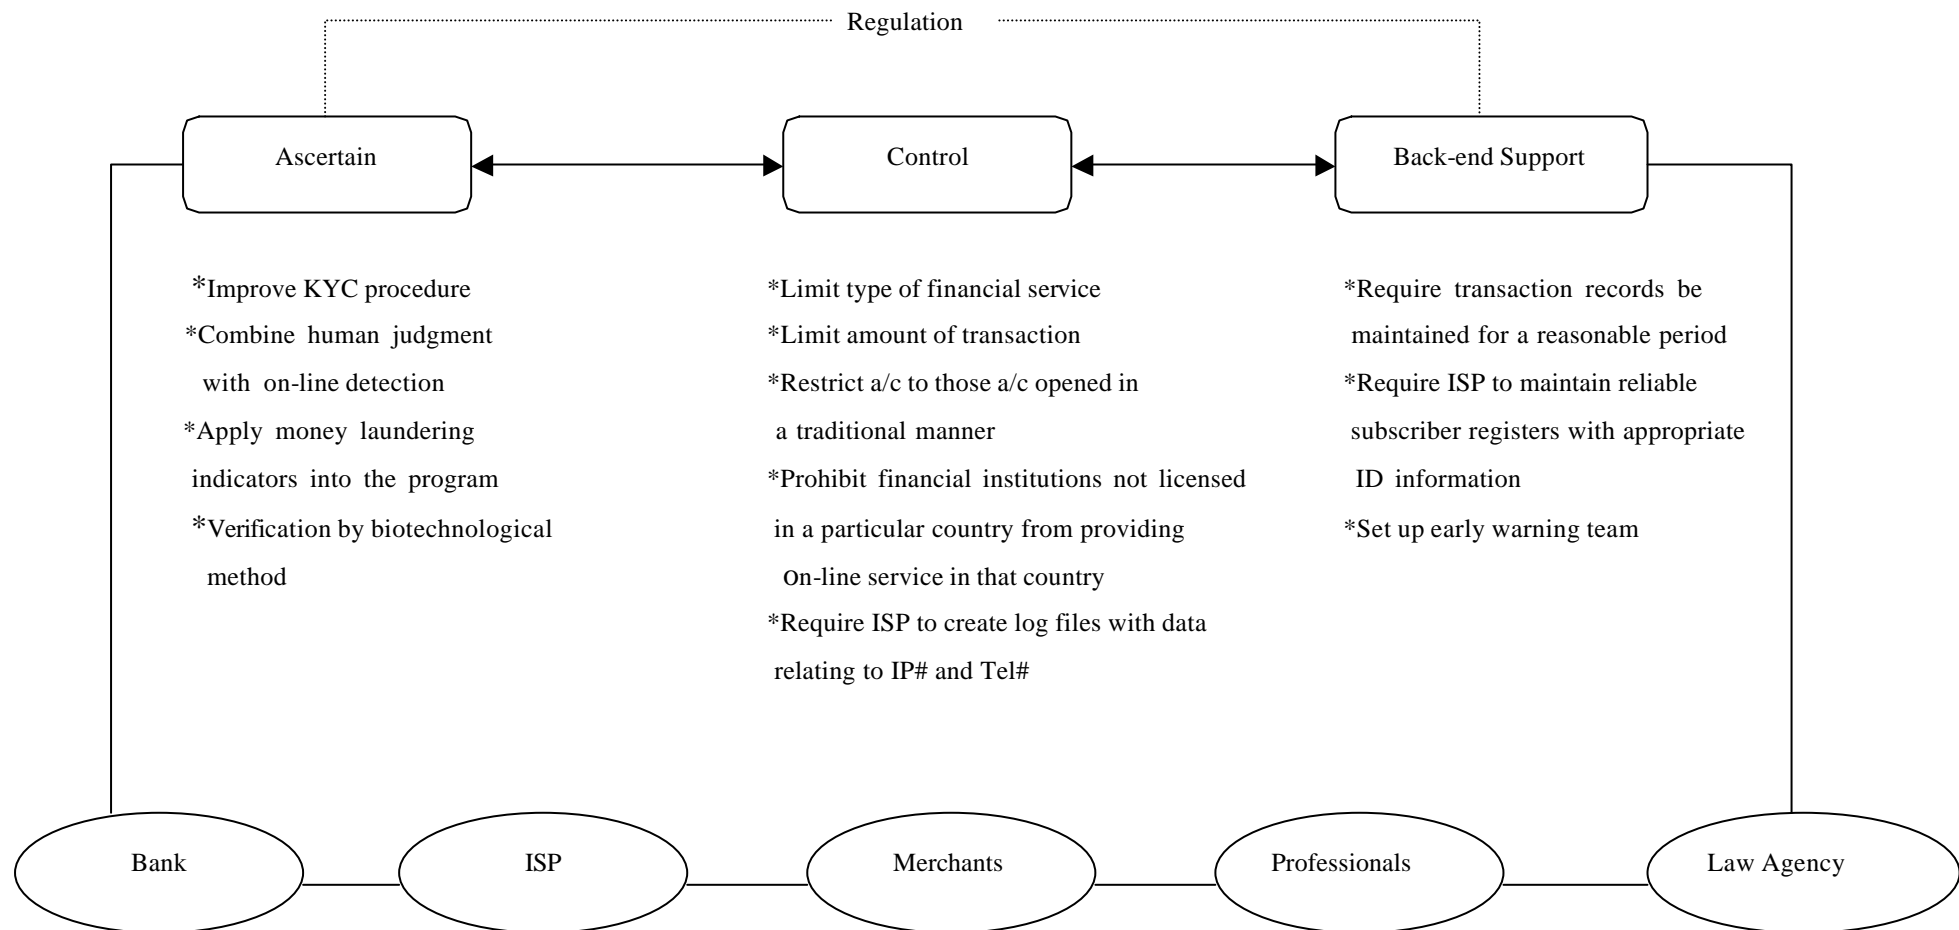 Regulation
Ascertain
Control
Back-end Support
*Improve KYC procedure
*Combine human judgment
with on-line detection
*Apply money laundering
indicators into the program
*Verification by biotechnological
method
*Limit type of financial service
*Limit amount of transaction
*Restrict a/c to those a/c opened in
a traditional manner
*Prohibit financial institutions not licensed
in a particular country from providing
on-line service in that country
*Require ISP to create log files with data
relating to IP# and Tel#
*Require transaction records be
maintained for a reasonable period
*Require ISP to maintain reliable
subscriber registers with appropriate
ID information
*Set up early warning team
Bank
ISP
Merchants
Professionals
Law Agency